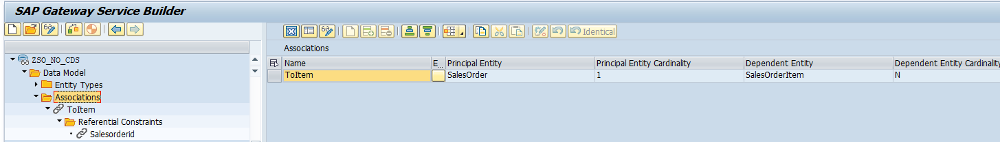 SAP Gateway Service Builder
Identical
Associations
ZSO_NO_CDS
Data Model
Entity Types
Associations
ToItem
Referential Constraints
Salesorderid
Name E.. Principal Entity Principal Entity Cardinality Dependent Entity Dependent Entity Cardinality
ToItem SalesOrder 1 SalesOrderItem N